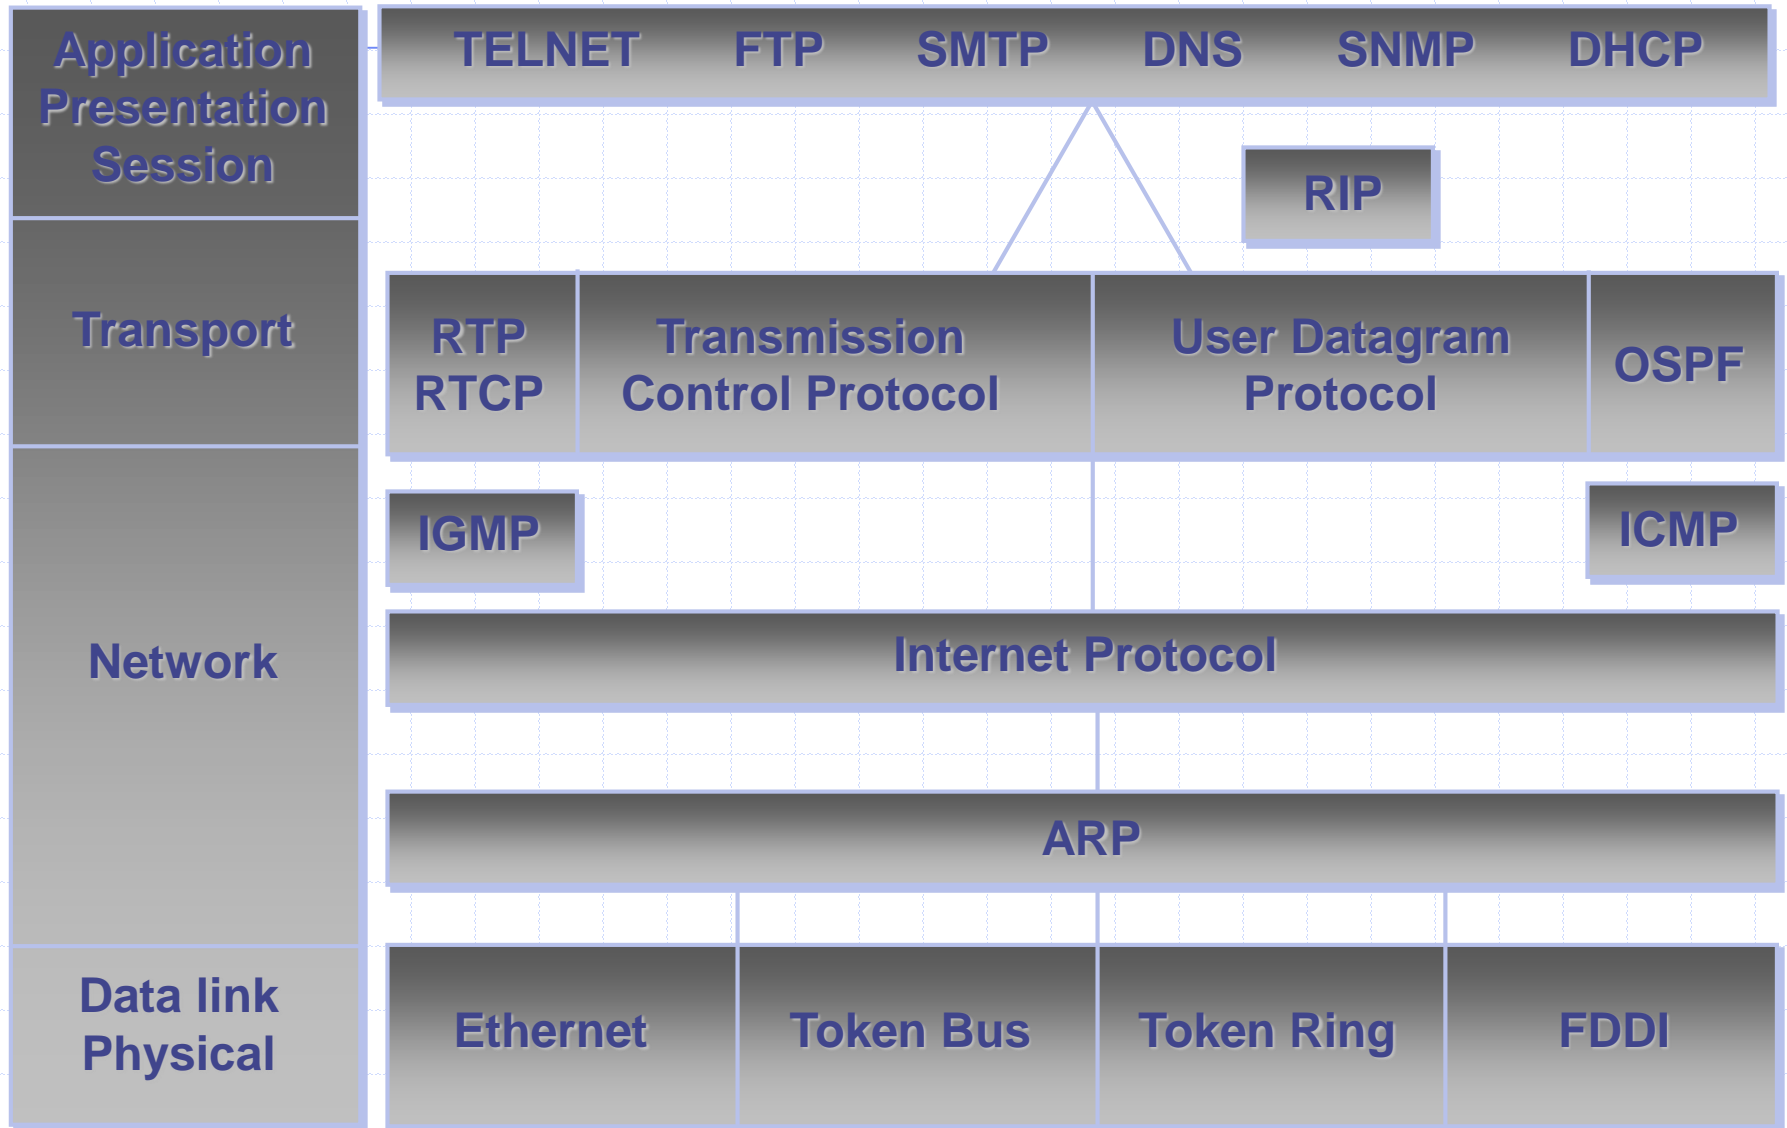 Application
Presentation
Session
TELNET FTP SMTP DNS SNMP DHCP
RIP
Transport
RTP
RTCP
Transmission
Control Protocol
User Datagram
Protocol
OSPF
Network
IGMP
ICMP
Internet Protocol
ARP
Data link
Physical
Ethernet
Token Bus
Token Ring
FDDI